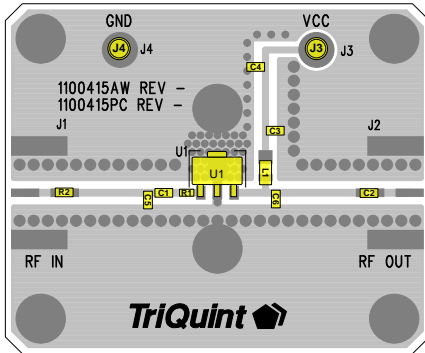 GND VCC
J4 J4 J3 J3
C4
1100415AW REV -
1100415PC REV -
J1 C3 J2
U1
U1 L1
R2 C5 C1 R1 C6 C2
RF IN RF OUT
TriQuint